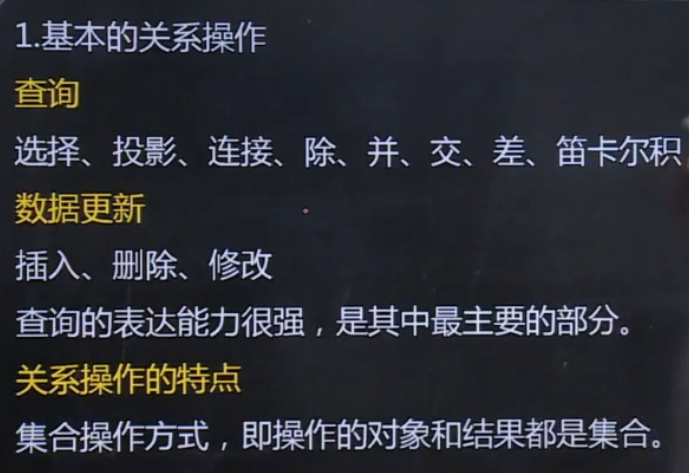 1.基本的关系操作
查询
选择、投影、连接、除、并、交、差、笛卡尔积
数据更新
插入、删除、修改
查询的表达能力很强，是其中最主要的部分。
关系操作的特点
集合操作方式，即操作的对象和结果都是集合。